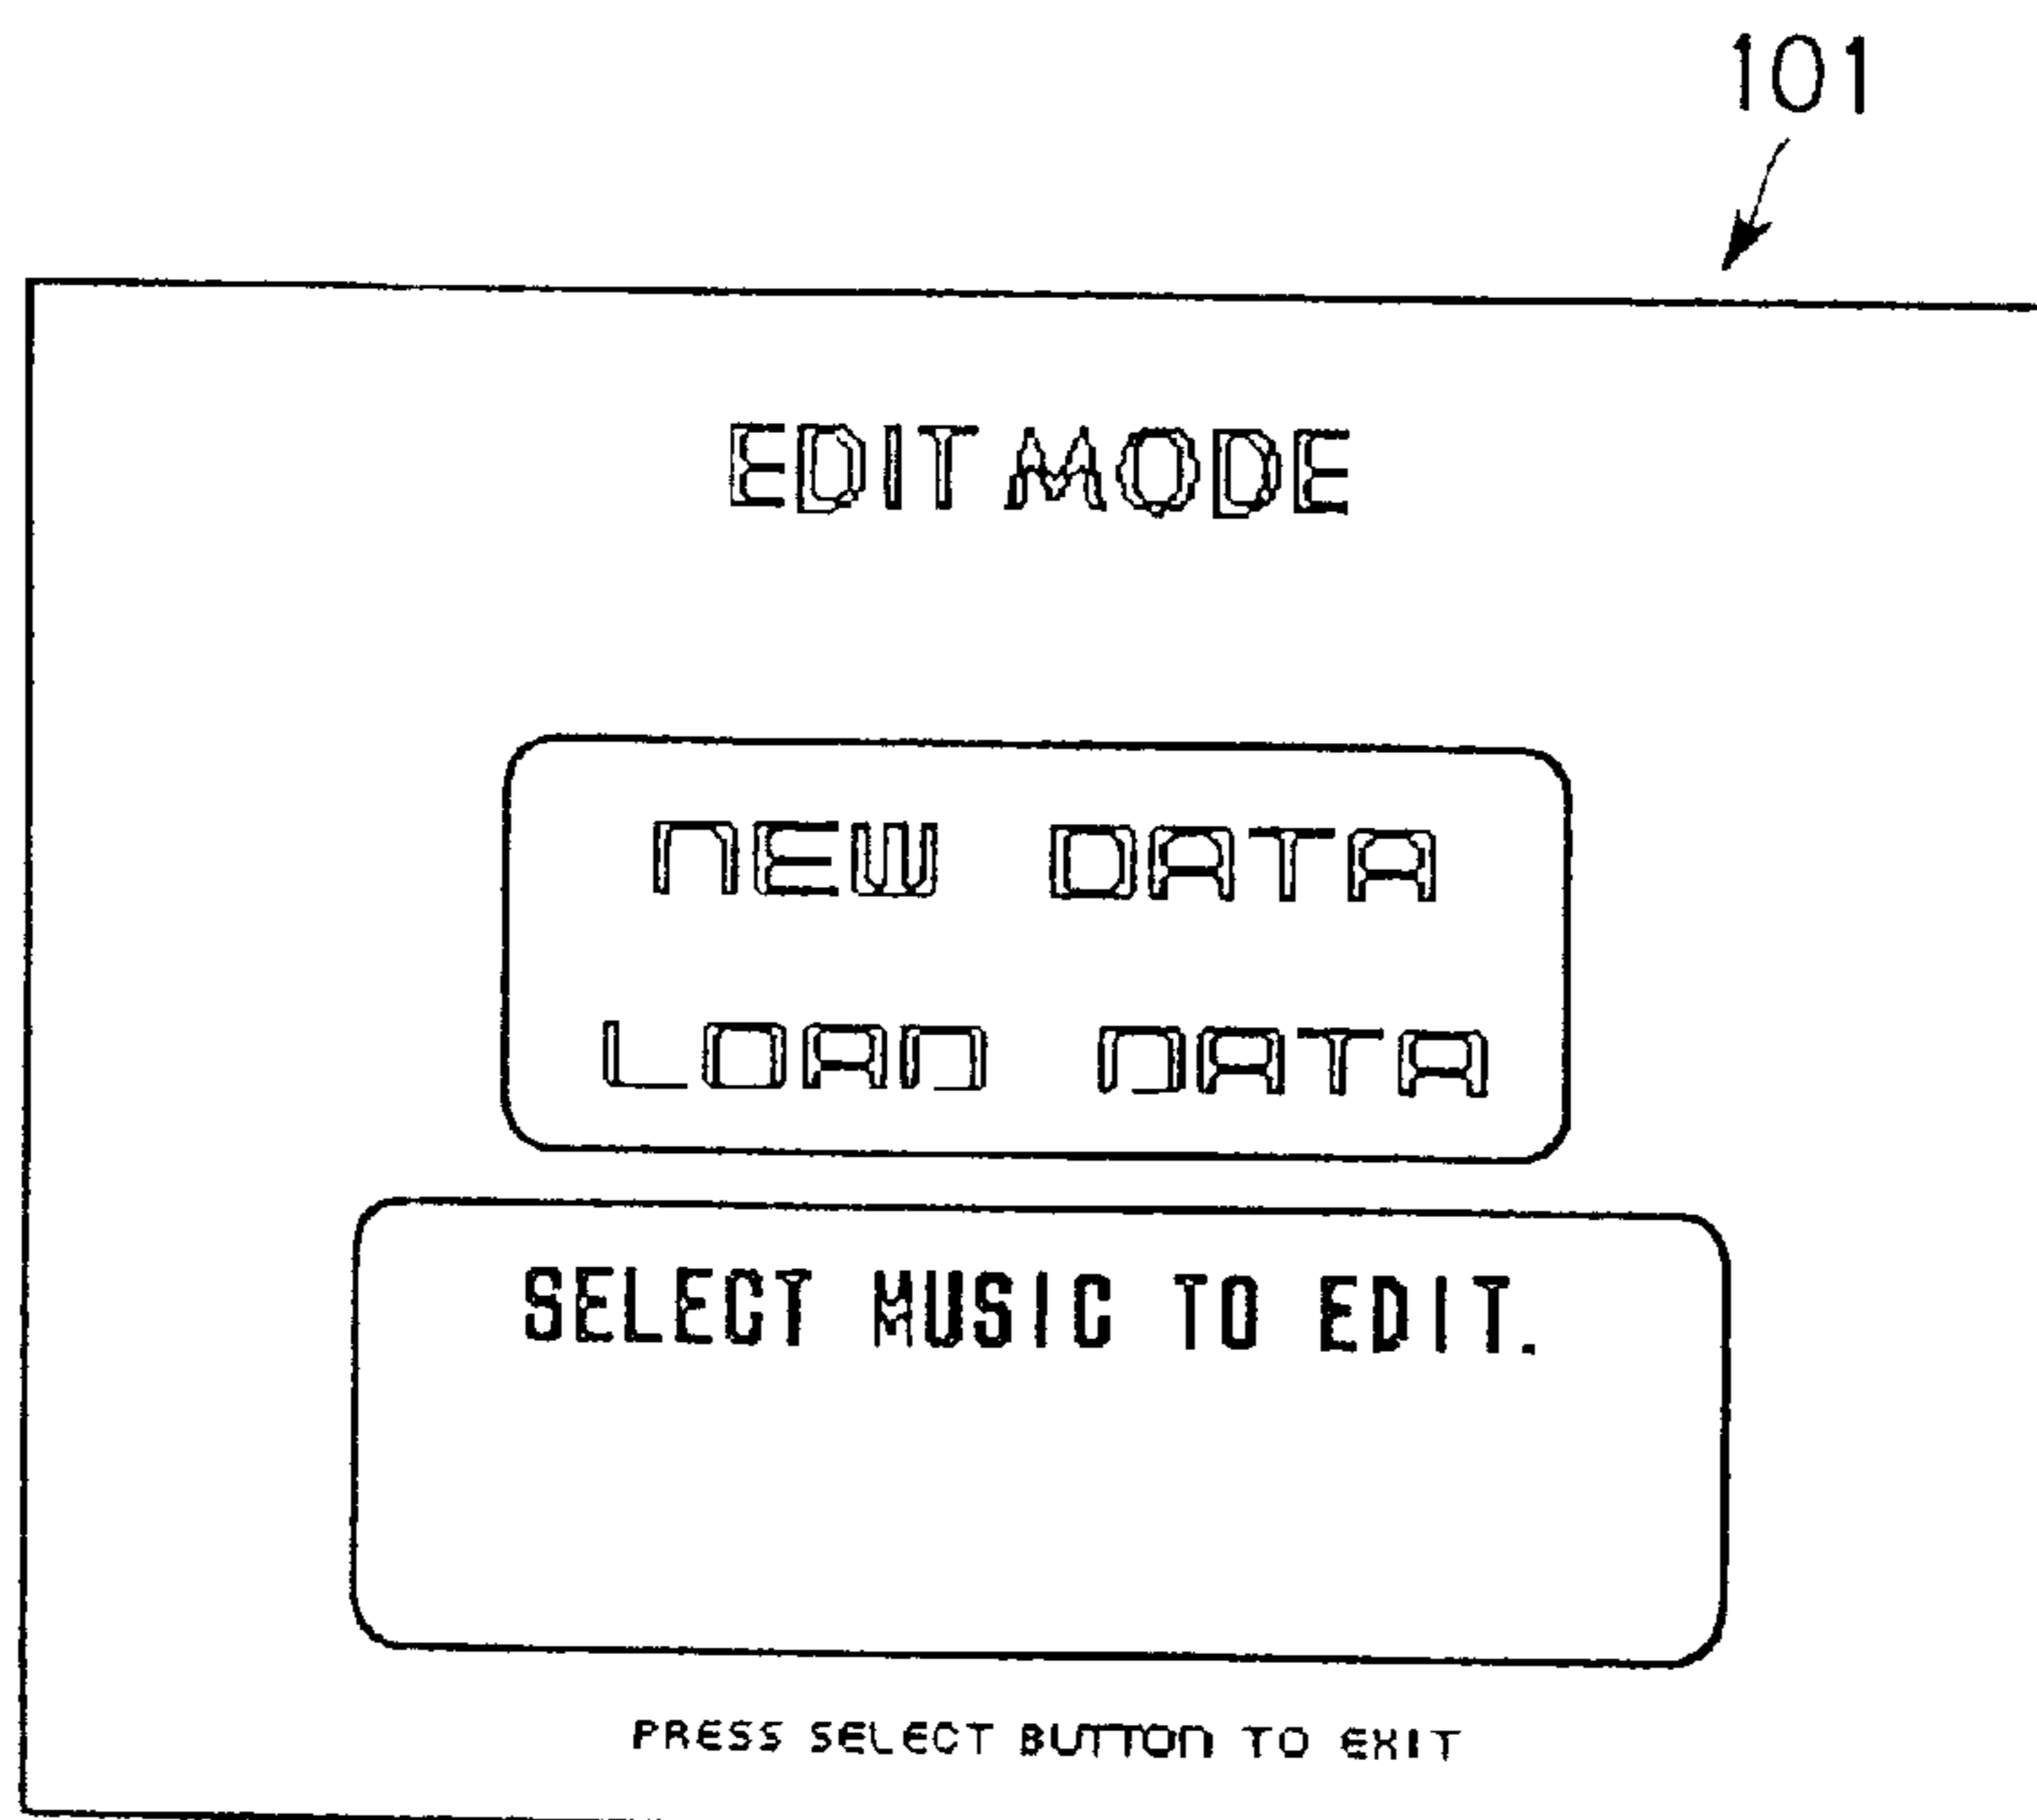 101
EDIT MODE
NEW DATA
LOAD DATA
SELECT MUSIC TO EDIT.
PRESS SELECT BUTTON TO EXIT